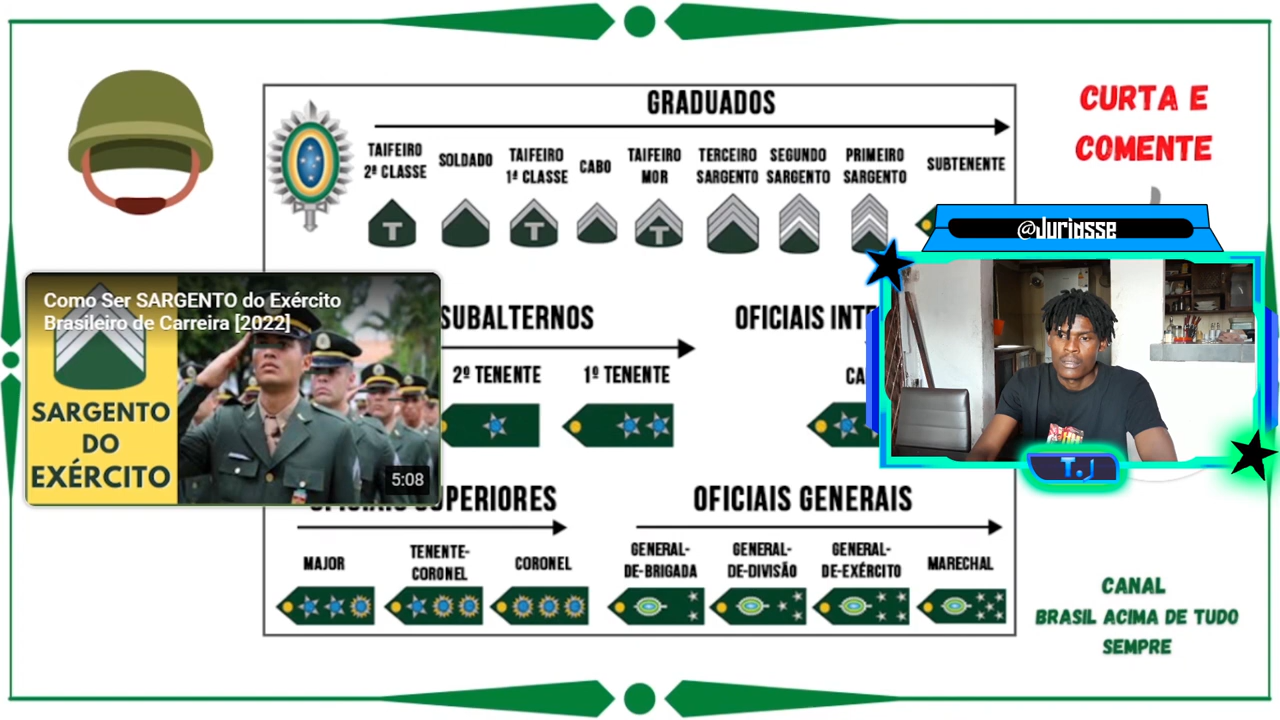 GRADUADOS
TAIFEIRO
2ª CLASSE
SOLDADO
TAIFEIRO
1ª CLASSE
CABO
TAIFEIRO
MOR
TERCEIRO
SARGENTO
SEGUNDO
SARGENTO
PRIMEIRO
SARGENTO
SUBTENENTE
CURTA E
COMENTE
@Juriasse
T.J
Como Ser SARGENTO do Exército
Brasileiro de Carreira [2022]
SARGENTO
DO
EXÉRCITO
5:08
SUBALTERNOS
2º TENENTE
1º TENENTE
OFICIAIS
OFICIAIS SUPERIORES
MAJOR
TENENTE-
CORONEL
CORONEL
OFICIAIS GENERAIS
GENERAL-
DE-BRIGADA
GENERAL-
DE-DIVISÃO
GENERAL-
DE-EXÉRCITO
MARECHAL
CANAL
BRASIL ACIMA DE TUDO
SEMPRE